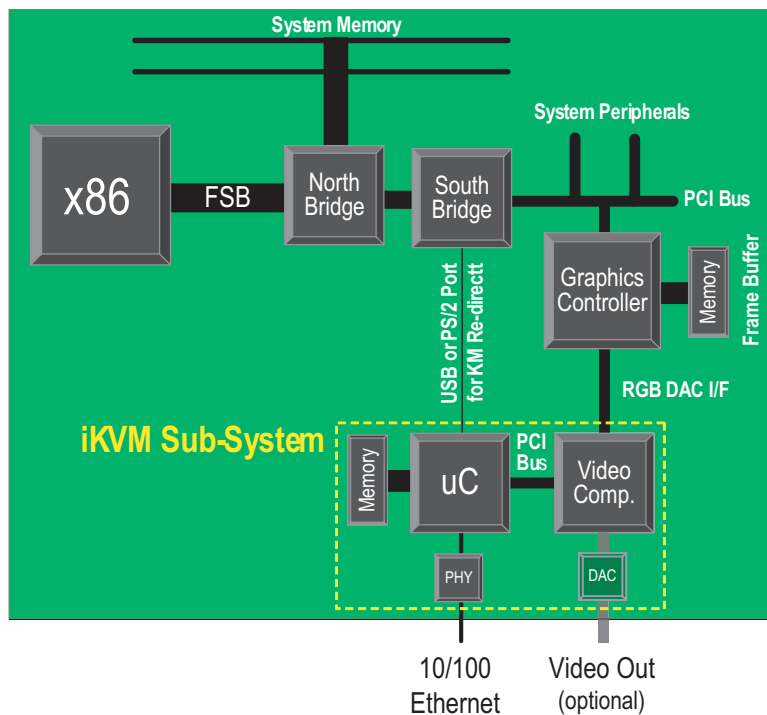 System Memory
System Peripherals
x86
FSB
North
Bridge
South
Bridge
PCI Bus
Graphics
Controller
Memory
Frame Buffer
USB or PS/2 Port
for KM Re-directt
RGB DAC I/F
iKVM Sub-System
Memory
uC
PCI
Bus
Video
Comp.
PHY
DAC
10/100
Ethernet
Video Out
(optional)